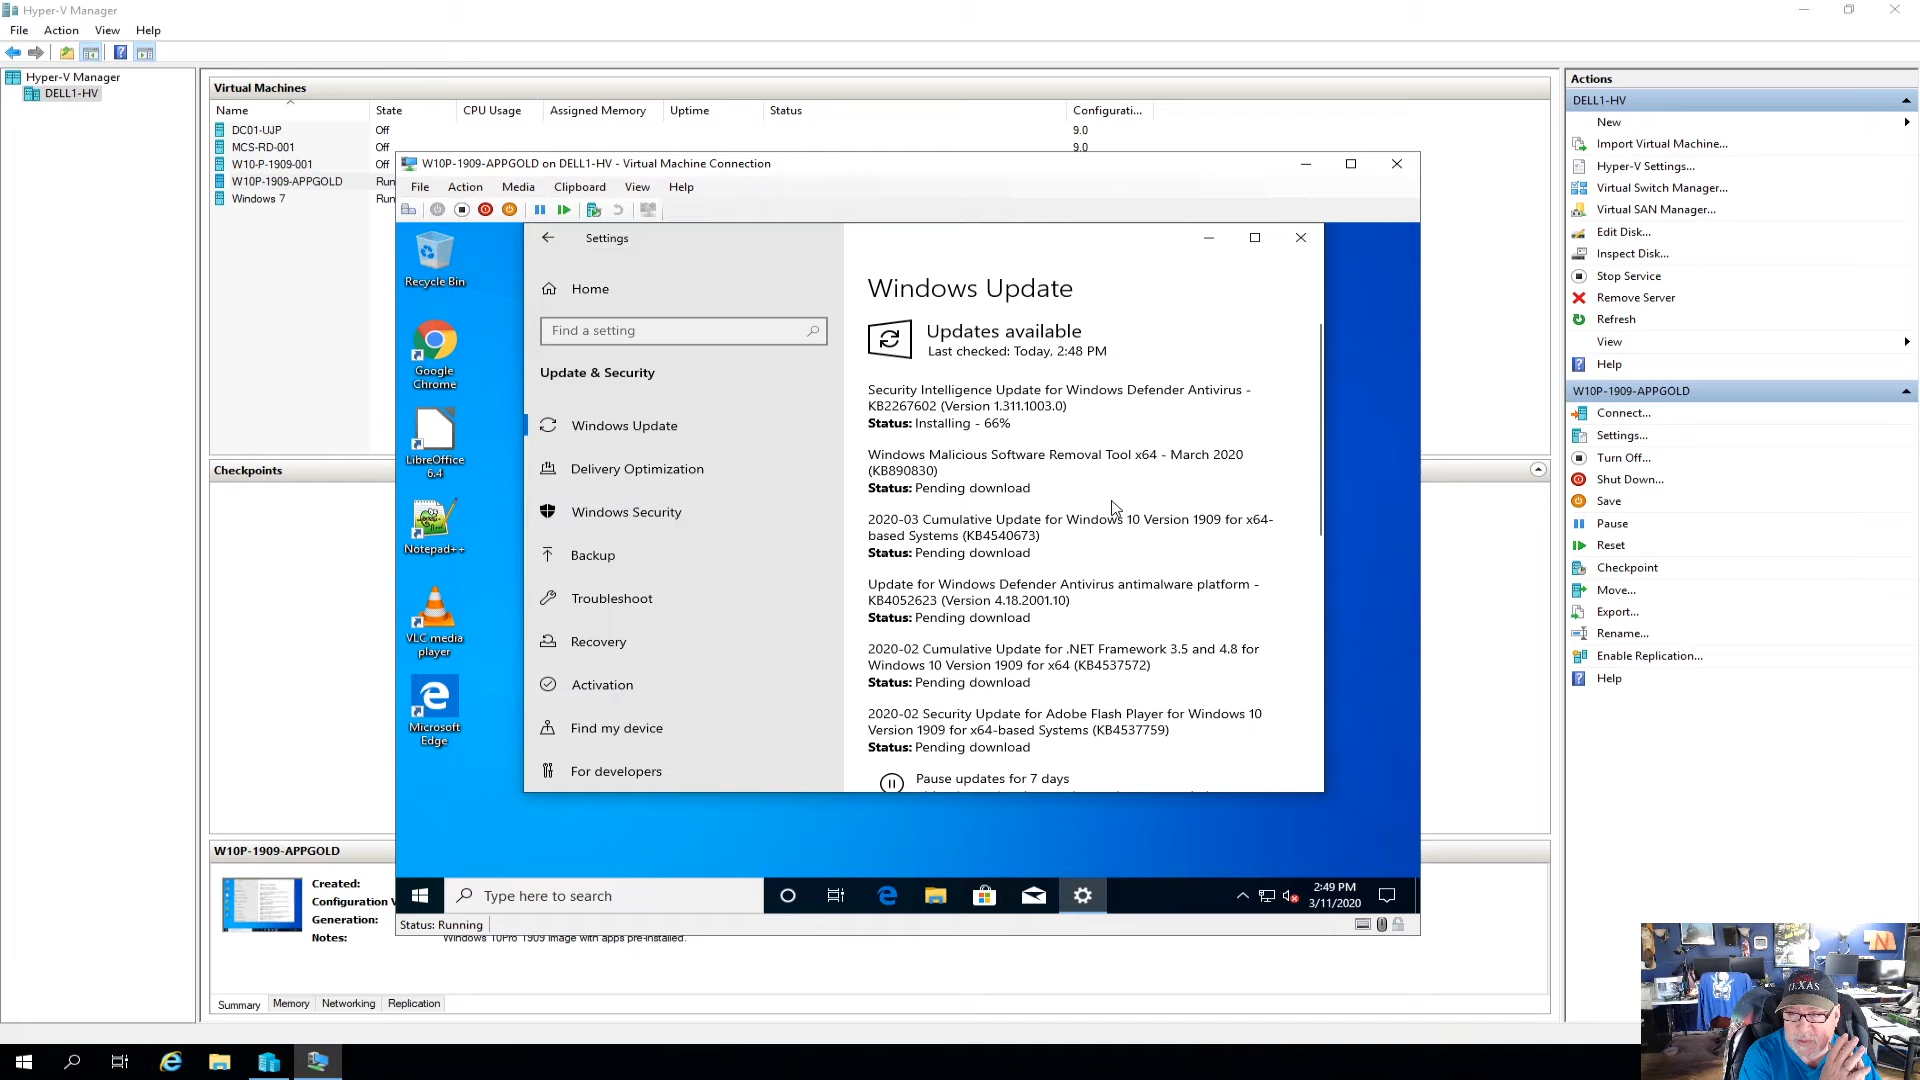 Hyper-V Manager
File Action View Help
Hyper-V Manager
DELL1-HV
Virtual Machines
Name State CPU Usage Assigned Memory Uptime Status Configurati...
DC01-UJP Off 9.0
MCS-RD-001 Off 9.0
W10-P-1909-001 Off
W10P-1909-APPGOLD Run
Windows 7 Run
Checkpoints
W10P-1909-APPGOLD
Created:
Configuration V
Generation:
Notes: Windows 10Pro 1909 image with apps pre-installed.
Summary Memory Networking Replication
W10P-1909-APPGOLD on DELL1-HV - Virtual Machine Connection
File Action Media Clipboard View Help
Recycle Bin
Google
Chrome
LibreOffice
6.4
Notepad++
VLC media
player
Microsoft
Edge
Settings
Home
Find a setting
Update & Security
Windows Update
Delivery Optimization
Windows Security
Backup
Troubleshoot
Recovery
Activation
Find my device
For developers
Windows Update
Updates available
Last checked: Today, 2:48 PM
Security Intelligence Update for Windows Defender Antivirus -
KB2267602 (Version 1.311.1003.0)
Status: Installing - 66%
Windows Malicious Software Removal Tool x64 - March 2020
(KB890830)
Status: Pending download
2020-03 Cumulative Update for Windows 10 Version 1909 for x64-
based Systems (KB4540673)
Status: Pending download
Update for Windows Defender Antivirus antimalware platform -
KB4052623 (Version 4.18.2001.10)
Status: Pending download
2020-02 Cumulative Update for .NET Framework 3.5 and 4.8 for
Windows 10 Version 1909 for x64 (KB4537572)
Status: Pending download
2020-02 Security Update for Adobe Flash Player for Windows 10
Version 1909 for x64-based Systems (KB4537759)
Status: Pending download
Pause updates for 7 days
Type here to search
2:49 PM
3/11/2020
Status: Running
Actions
DELL1-HV
New
Import Virtual Machine...
Hyper-V Settings...
Virtual Switch Manager...
Virtual SAN Manager...
Edit Disk...
Inspect Disk...
Stop Service
Remove Server
Refresh
View
Help
W10P-1909-APPGOLD
Connect...
Settings...
Turn Off...
Shut Down...
Save
Pause
Reset
Checkpoint
Move...
Export...
Rename...
Enable Replication...
Help
TEXAS